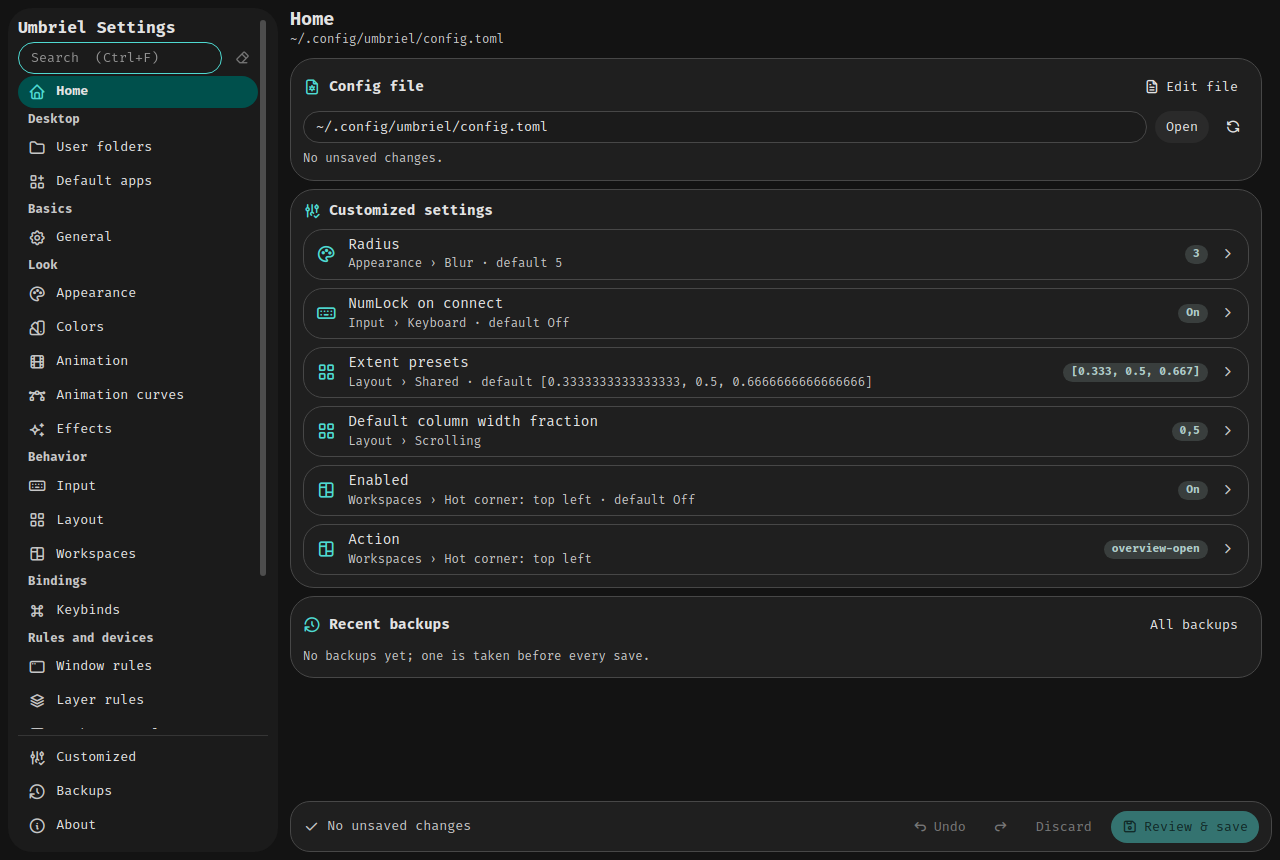 Umbriel Settings
Search (Ctrl+F)
Home
Desktop
User folders
Default apps
Basics
General
Look
Appearance
Colors
Animation
Animation curves
Effects
Behavior
Input
Layout
Workspaces
Bindings
Keybinds
Rules and devices
Window rules
Layer rules
Customized
Backups
About
Home
~/.config/umbriel/config.toml
Config file
Edit file
~/.config/umbriel/config.toml
Open
No unsaved changes.
Customized settings
Radius
Appearance › Blur · default 5
3
NumLock on connect
Input › Keyboard · default Off
On
Extent presets
Layout › Shared · default [0.3333333333333333, 0.5, 0.6666666666666666]
[0.333, 0.5, 0.667]
Default column width fraction
Layout › Scrolling
0,5
Enabled
Workspaces › Hot corner: top left · default Off
On
Action
Workspaces › Hot corner: top left
overview-open
Recent backups
All backups
No backups yet; one is taken before every save.
No unsaved changes
Undo
Discard
Review & save